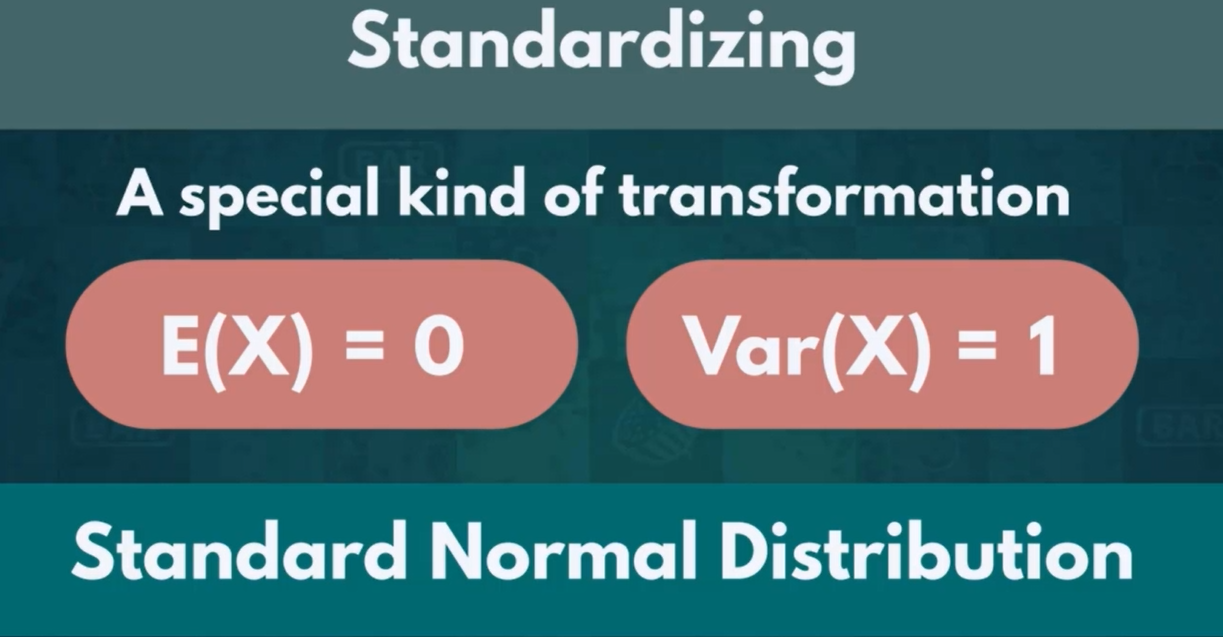 Standardizing
A special kind of transformation
E(X) = 0
Var(X) = 1
Standard Normal Distribution